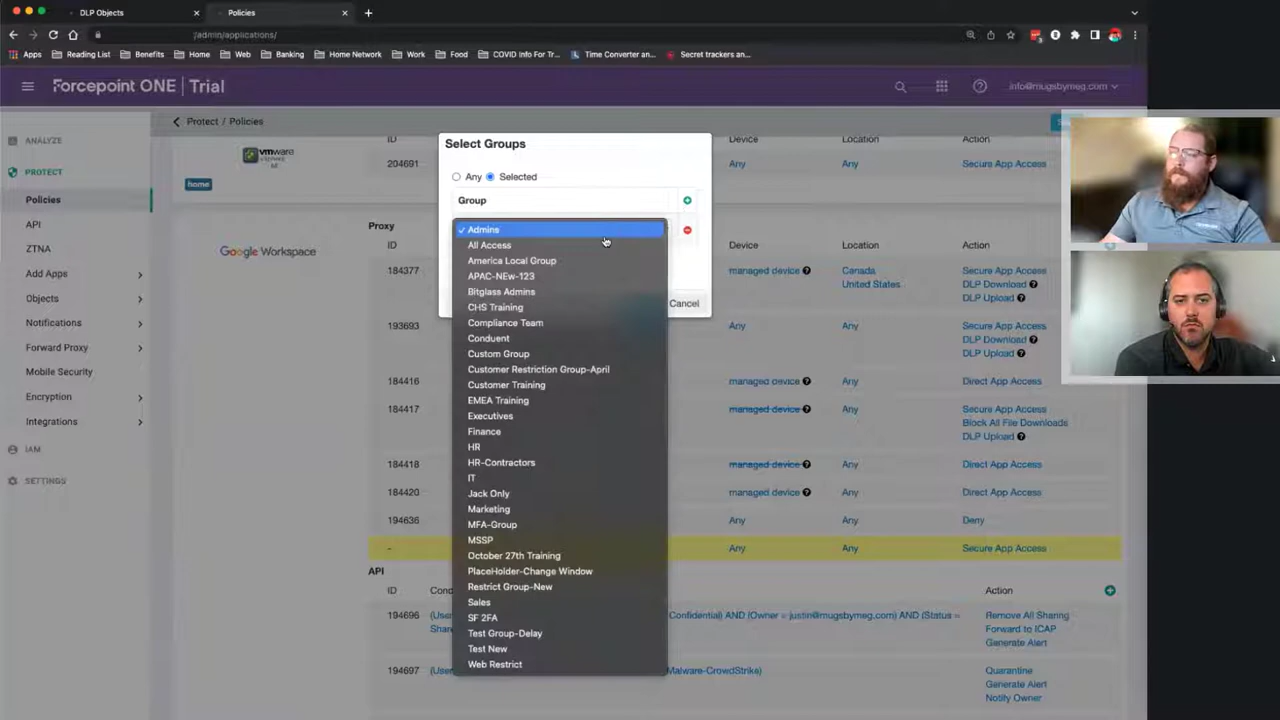 DLP Objects
Policies
/admin/applications/
Apps
Reading List
Benefits
Home
Web
Banking
Home Network
Work
Food
COVID Info For Tr...
Time Converter an...
Secret trackers an...
Forcepoint ONE | Trial
info@mugsbymeg.com
ANALYZE
PROTECT
Policies
API
ZTNA
Add Apps
Objects
Notifications
Forward Proxy
Mobile Security
Encryption
Integrations
IAM
SETTINGS
Protect / Policies
vmware
home
Google Workspace
ID
Device
Location
Action
204691
Any
Any
Secure App Access
Select Groups
Any
Selected
Group
Cancel
Admins
All Access
America Local Group
APAC-NEw-123
Bitglass Admins
CHS Training
Compliance Team
Conduent
Custom Group
Customer Restriction Group-April
Customer Training
EMEA Training
Executives
Finance
HR
HR-Contractors
IT
Jack Only
Marketing
MFA-Group
MSSP
October 27th Training
PlaceHolder-Change Window
Restrict Group-New
Sales
SF 2FA
Test Group-Delay
Test New
Web Restrict
Proxy
ID
Device
Location
Action
184377
managed device
Canada
United States
Secure App Access
DLP Download
DLP Upload
193693
Any
Any
Secure App Access
DLP Download
DLP Upload
184416
managed device
Any
Direct App Access
184417
managed device
Any
Secure App Access
Block All File Downloads
DLP Upload
184418
managed device
Any
Direct App Access
184420
managed device
Any
Direct App Access
194636
Any
Any
Deny
-
Any
Any
Secure App Access
API
ID
Action
194696
Confidential) AND (Owner = justin@mugsbymeg.com) AND (Status =
Remove All Sharing
Forward to ICAP
Generate Alert
194697
Malware-CrowdStrike)
Quarantine
Generate Alert
Notify Owner